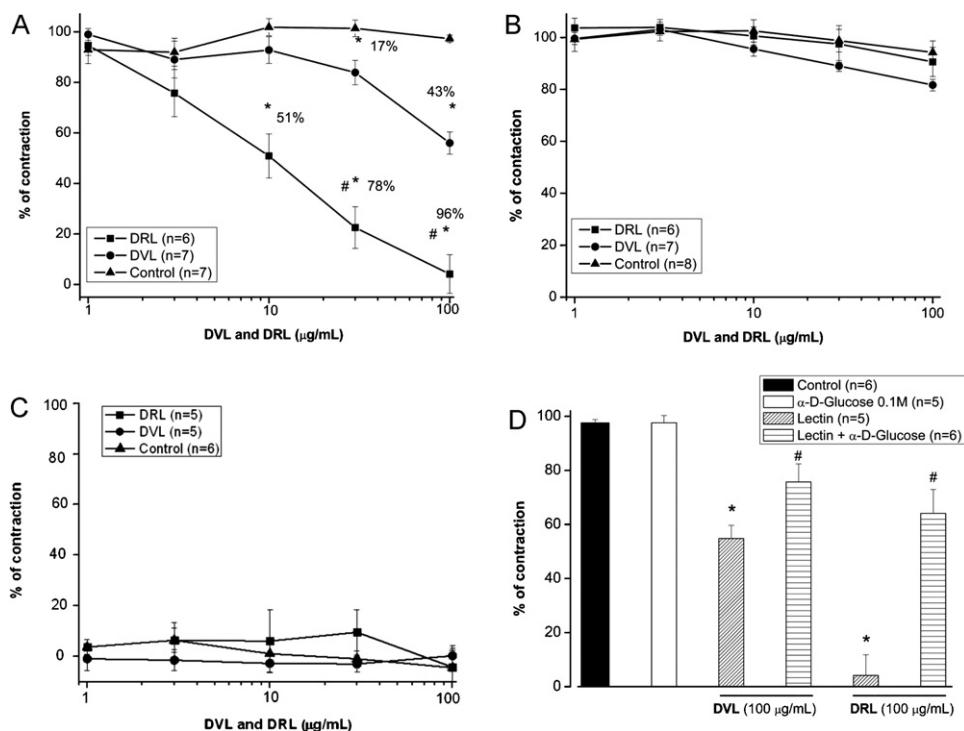 A
100
80
60
40
20
0
% of contraction
* 17%
43%
*
*
51%
# * 78%
96%
# *
DRL (n=6)
DVL (n=7)
Control (n=7)
1
10
100
DVL and DRL (μg/mL)
B
100
80
60
40
20
0
% of contaction
DRL (n=6)
DVL (n=7)
Control (n=8)
1
10
100
DVL and DRL (μg/mL)
C
100
80
60
40
20
0
% of contraction
DRL (n=5)
DVL (n=5)
Control (n=6)
1
10
100
DVL and DRL (μg/mL)
D
Control (n=6)
α-D-Glucose 0.1M (n=5)
Lectin (n=5)
Lectin + α-D-Glucose (n=6)
100
80
60
40
20
0
% of contraction
*
#
*
#
DVL (100 μg/mL)
DRL (100 μg/mL)